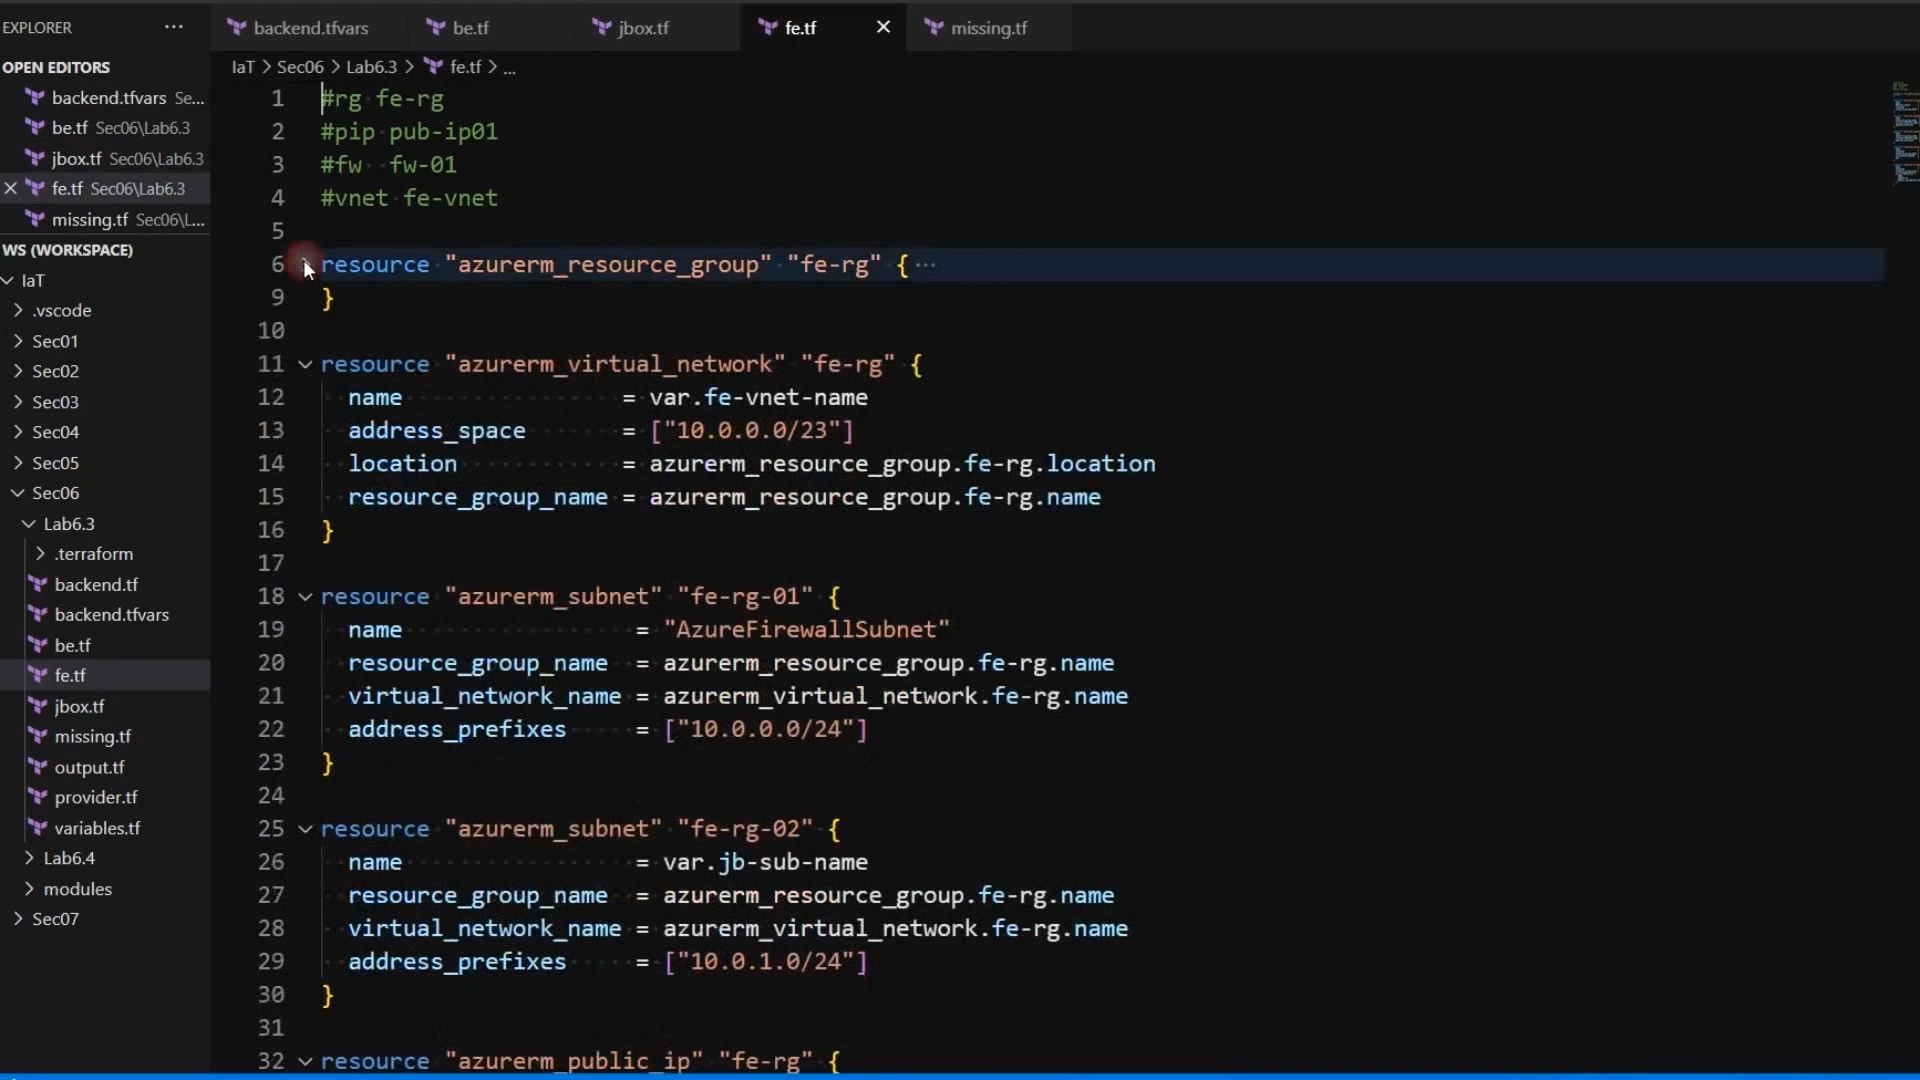 EXPLORER ···
OPEN EDITORS
backend.tfvars Se...
be.tf Sec06\Lab6.3
jbox.tf Sec06\Lab6.3
fe.tf Sec06\Lab6.3
missing.tf Sec06\L...
WS (WORKSPACE)
IaT
.vscode
Sec01
Sec02
Sec03
Sec04
Sec05
Sec06
Lab6.3
.terraform
backend.tf
backend.tfvars
be.tf
fe.tf
jbox.tf
missing.tf
output.tf
provider.tf
variables.tf
Lab6.4
modules
Sec07
backend.tfvars be.tf jbox.tf fe.tf missing.tf
IaT > Sec06 > Lab6.3 > fe.tf > ...
1 #rg fe-rg
2 #pip pub-ip01
3 #fw  fw-01
4 #vnet fe-vnet
5
6 resource "azurerm_resource_group" "fe-rg" { ···
9 }
10
11 resource "azurerm_virtual_network" "fe-rg" {
12   name                = var.fe-vnet-name
13   address_space       = ["10.0.0.0/23"]
14   location            = azurerm_resource_group.fe-rg.location
15   resource_group_name = azurerm_resource_group.fe-rg.name
16 }
17
18 resource "azurerm_subnet" "fe-rg-01" {
19   name                 = "AzureFirewallSubnet"
20   resource_group_name  = azurerm_resource_group.fe-rg.name
21   virtual_network_name = azurerm_virtual_network.fe-rg.name
22   address_prefixes     = ["10.0.0.0/24"]
23 }
24
25 resource "azurerm_subnet" "fe-rg-02" {
26   name                 = var.jb-sub-name
27   resource_group_name  = azurerm_resource_group.fe-rg.name
28   virtual_network_name = azurerm_virtual_network.fe-rg.name
29   address_prefixes     = ["10.0.1.0/24"]
30 }
31
32 resource "azurerm_public_ip" "fe-rg" {